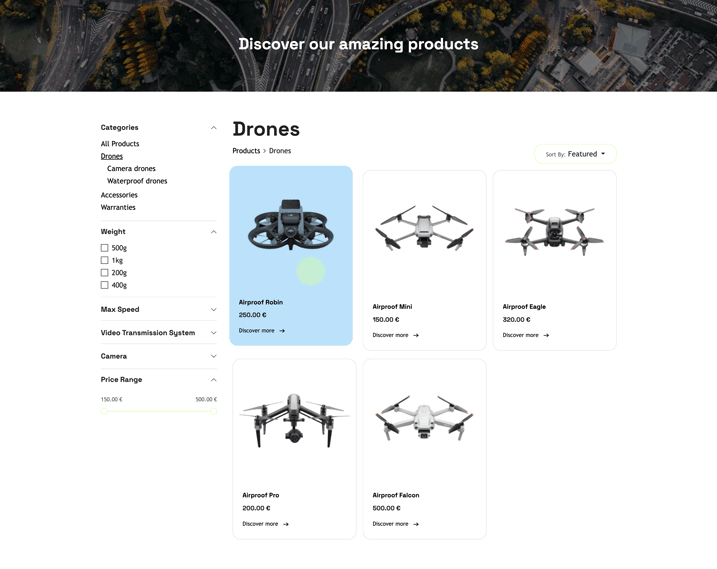 Discover our amazing products
Categories
All Products
Drones
Camera drones
Waterproof drones
Accessories
Warranties
Weight
500g
1kg
200g
400g
Max Speed
Video Transmission System
Camera
Price Range
150.00 € 500.00 €
Drones
Products > Drones
Sort By: Featured
Airproof Robin
250.00 €
Discover more →
Airproof Mini
150.00 €
Discover more →
Airproof Eagle
320.00 €
Discover more →
Airproof Pro
200.00 €
Discover more →
Airproof Falcon
500.00 €
Discover more →